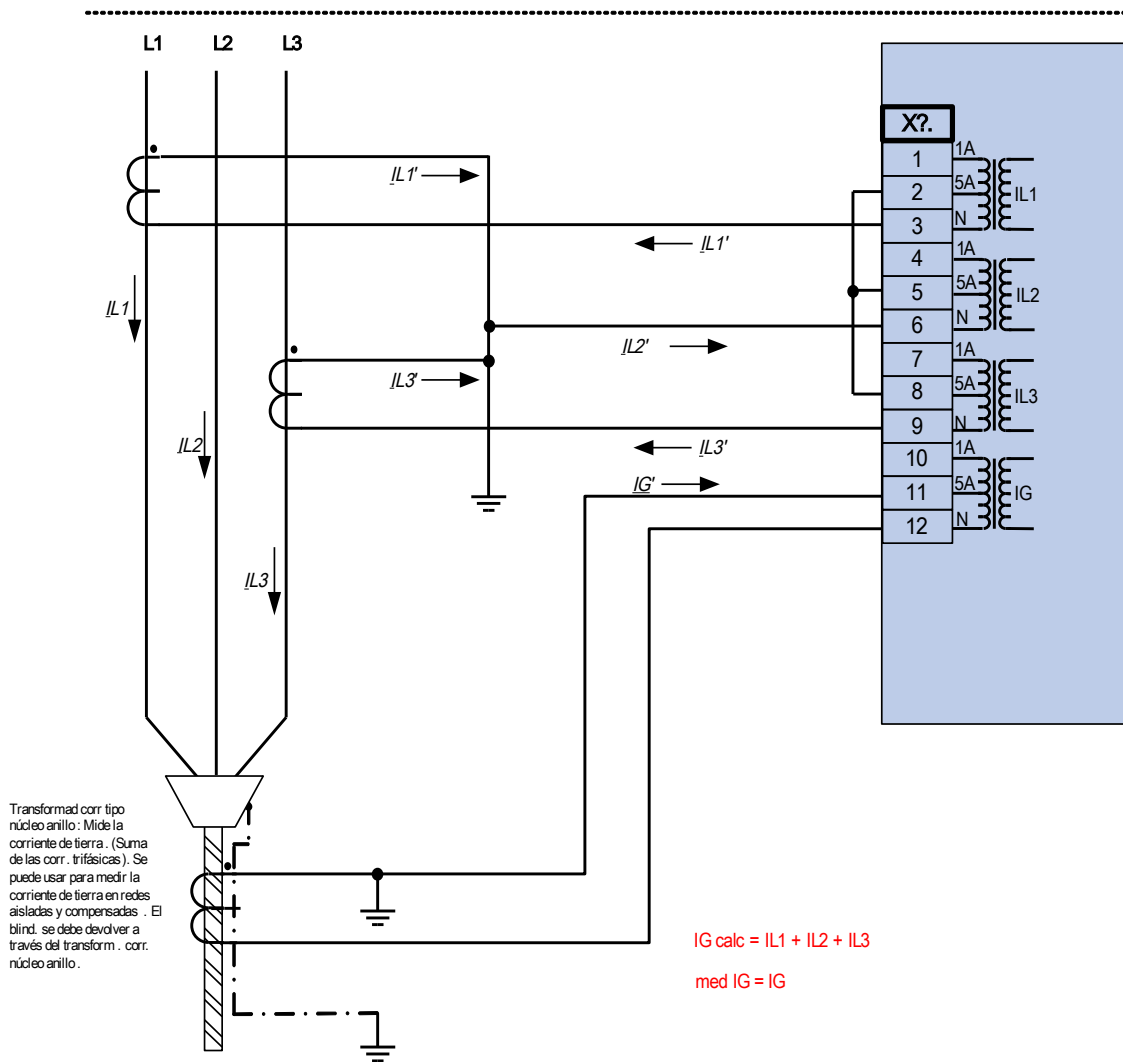 L1 L2 L3
X?.
1 1A
2 5A IL1
3 N
4 1A
5 5A IL2
6 N
7 1A
8 5A IL3
9 N
10 1A
11 5A IG
12 N
IL1'
IL1'
IL1
IL2'
IL3'
IL2
IL3'
IG'
IL3
Transformad corr tipo
núcleo anillo : Mide la
corriente de tierra . (Suma
de las corr . trifásicas ). Se
puede usar para medir la
corriente de tierra en redes
aisladas y compensadas . El
blind. se debe devolver a
través del transform . corr.
núcleo anillo .
IG calc = IL1 + IL2 + IL3
med IG = IG